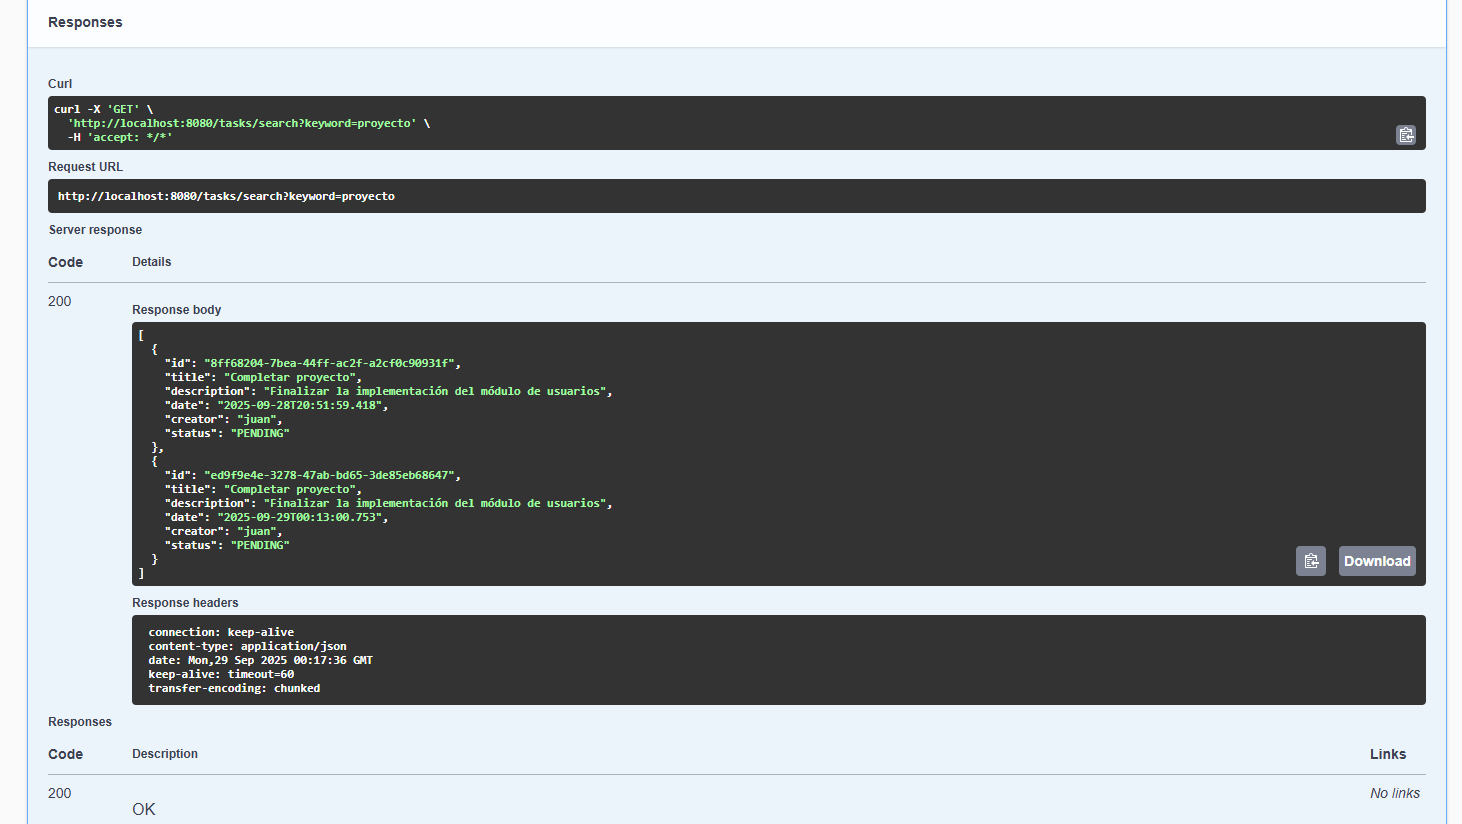 Responses
Curl
curl -X 'GET' \
  'http://localhost:8080/tasks/search?keyword=proyecto' \
  -H 'accept: */*'
Request URL
http://localhost:8080/tasks/search?keyword=proyecto
Server response
Code Details
200
Response body
[
  {
    "id": "8ff68204-7bea-44ff-ac2f-a2cf0c90931f",
    "title": "Completar proyecto",
    "description": "Finalizar la implementación del módulo de usuarios",
    "date": "2025-09-28T20:51:59.418",
    "creator": "juan",
    "status": "PENDING"
  },
  {
    "id": "ed9f9e4e-3278-47ab-bd65-3de85eb68647",
    "title": "Completar proyecto",
    "description": "Finalizar la implementación del módulo de usuarios",
    "date": "2025-09-29T00:13:00.753",
    "creator": "juan",
    "status": "PENDING"
  }
]
Download
Response headers
connection: keep-alive
content-type: application/json
date: Mon,29 Sep 2025 00:17:36 GMT
keep-alive: timeout=60
transfer-encoding: chunked
Responses
Code Description Links
200 No links
OK